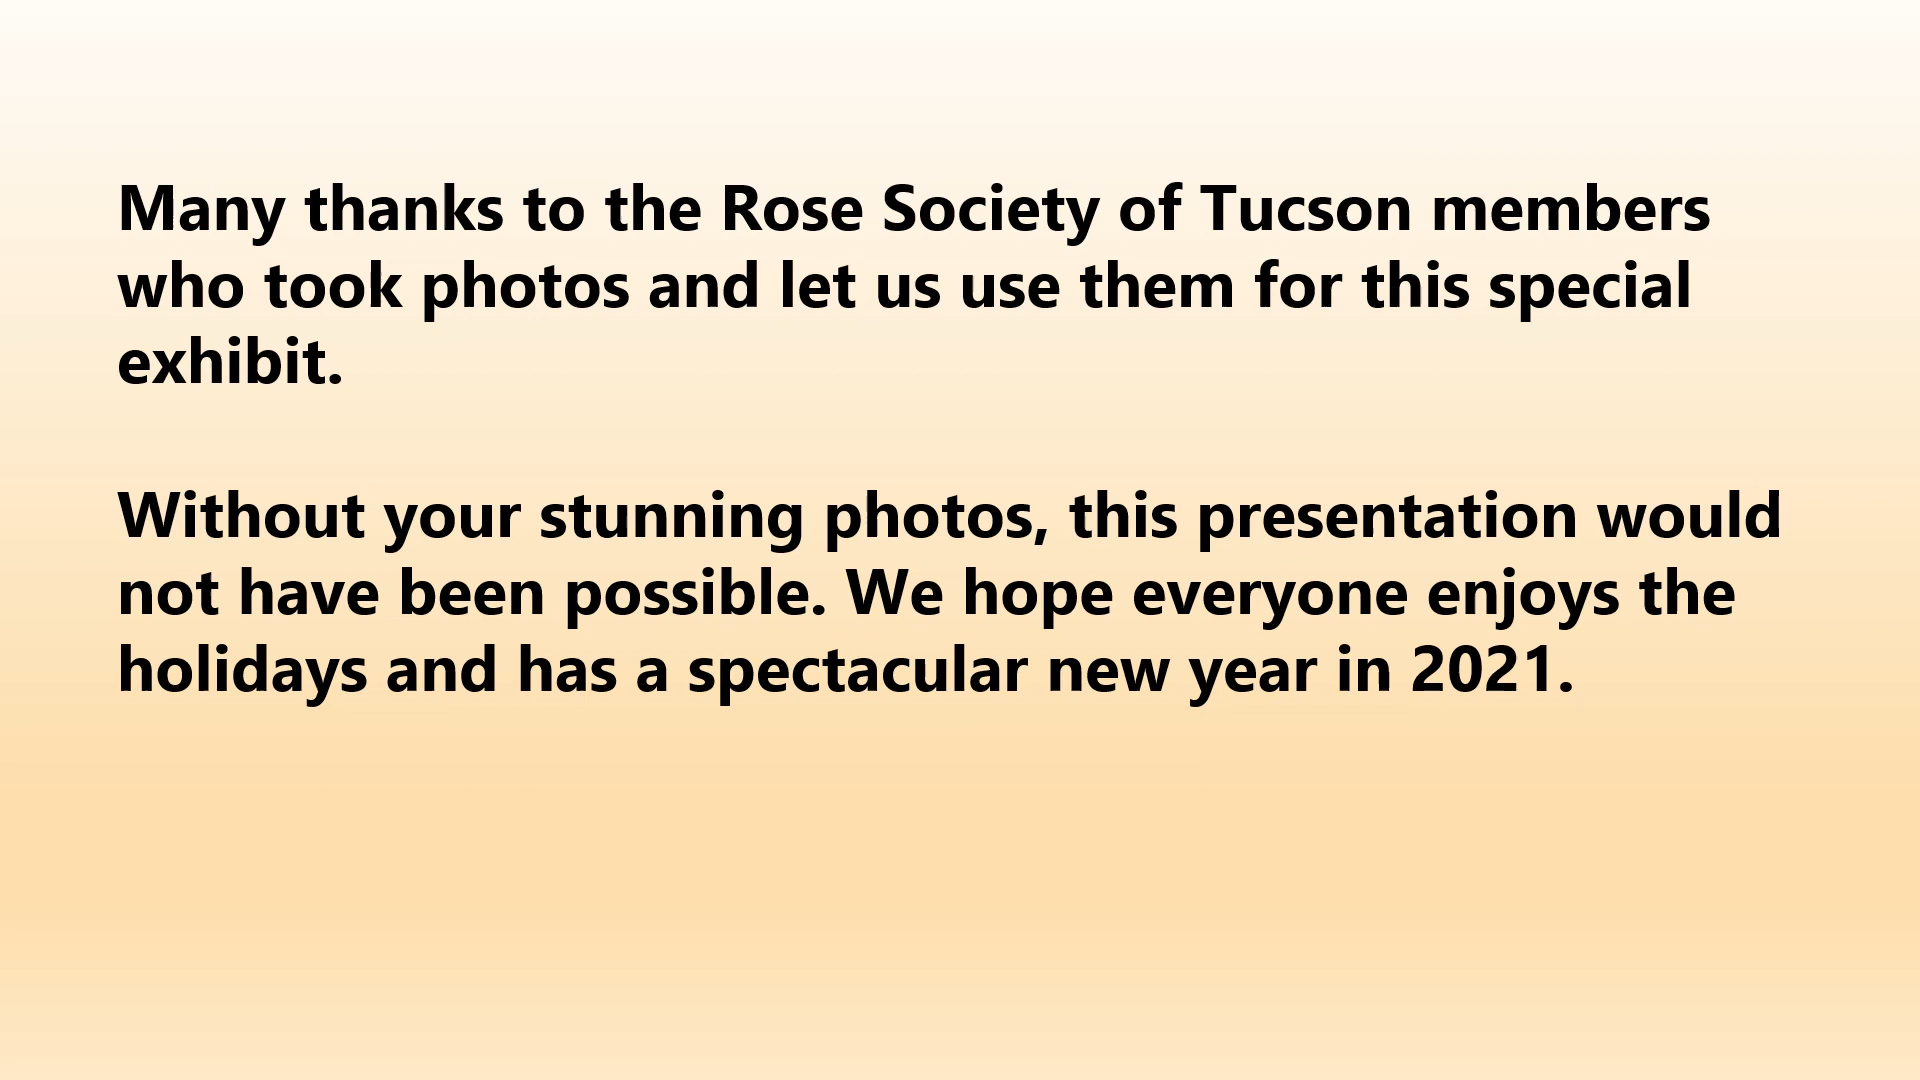 Many thanks to the Rose Society of Tucson members
who took photos and let us use them for this special
exhibit.
Without your stunning photos, this presentation would
not have been possible. We hope everyone enjoys the
holidays and has a spectacular new year in 2021.